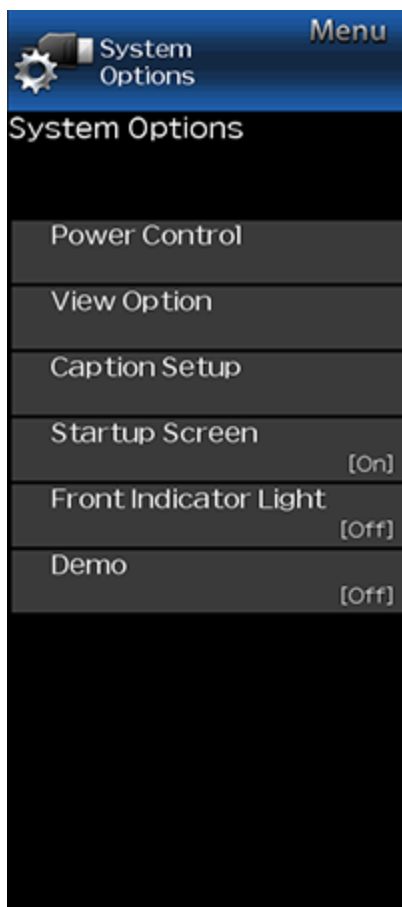 Menu
System
Options
System Options
Power Control
View Option
Caption Setup
Startup Screen
[On]
Front Indicator Light
[Off]
Demo
[Off]